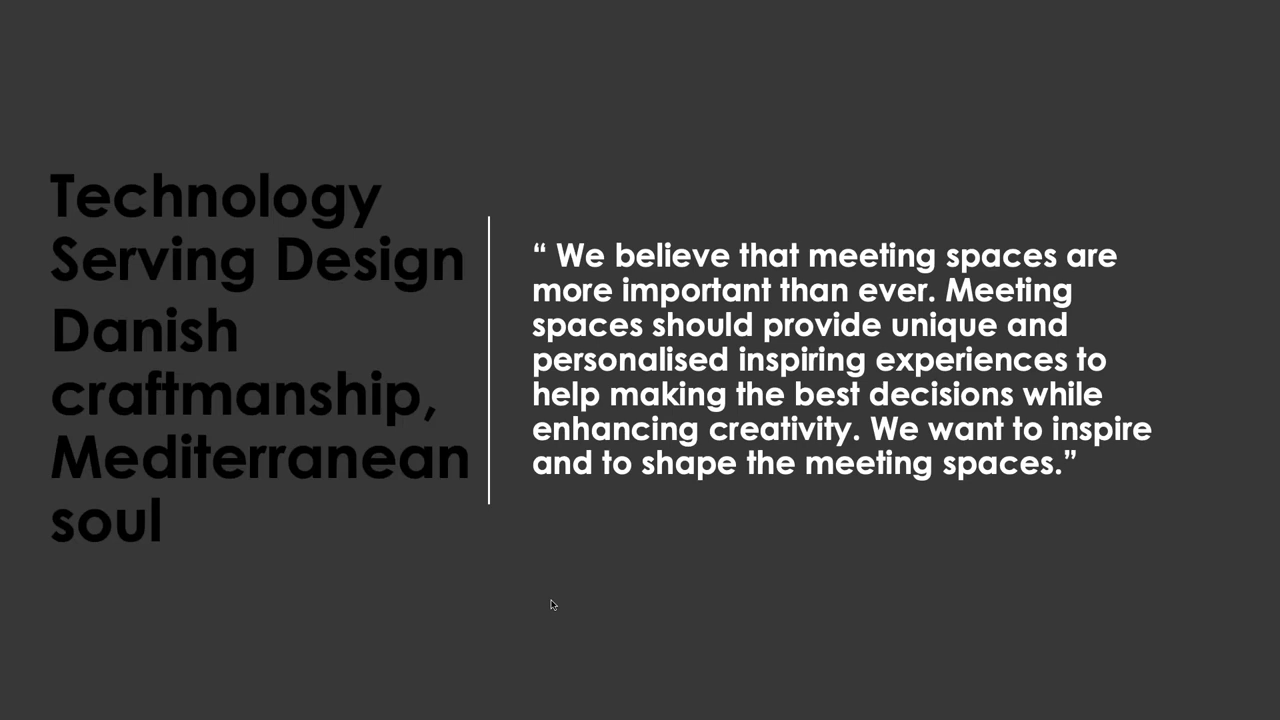 Technology
Serving Design
Danish
craftmanship,
Mediterranean
soul
“ We believe that meeting spaces are
more important than ever. Meeting
spaces should provide unique and
personalised inspiring experiences to
help making the best decisions while
enhancing creativity. We want to inspire
and to shape the meeting spaces.”